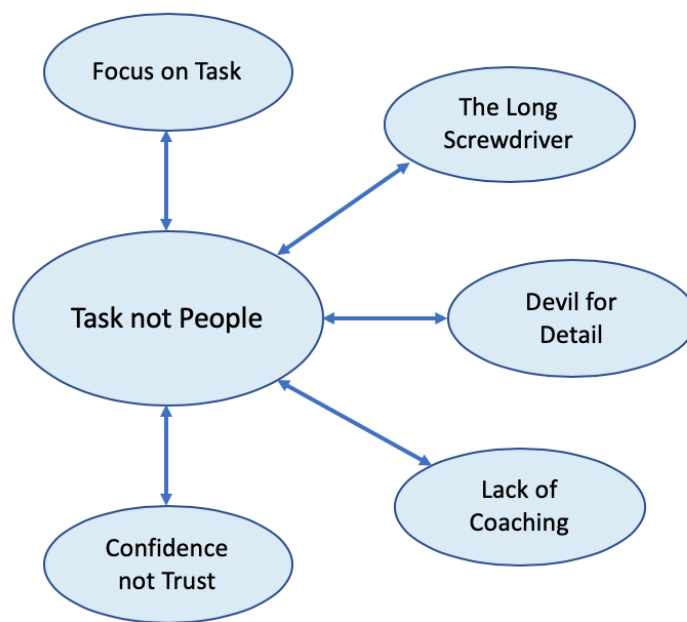 Focus on Task
The Long
Screwdriver
Task not People
Devil for
Detail
Lack of
Coaching
Confidence
not Trust